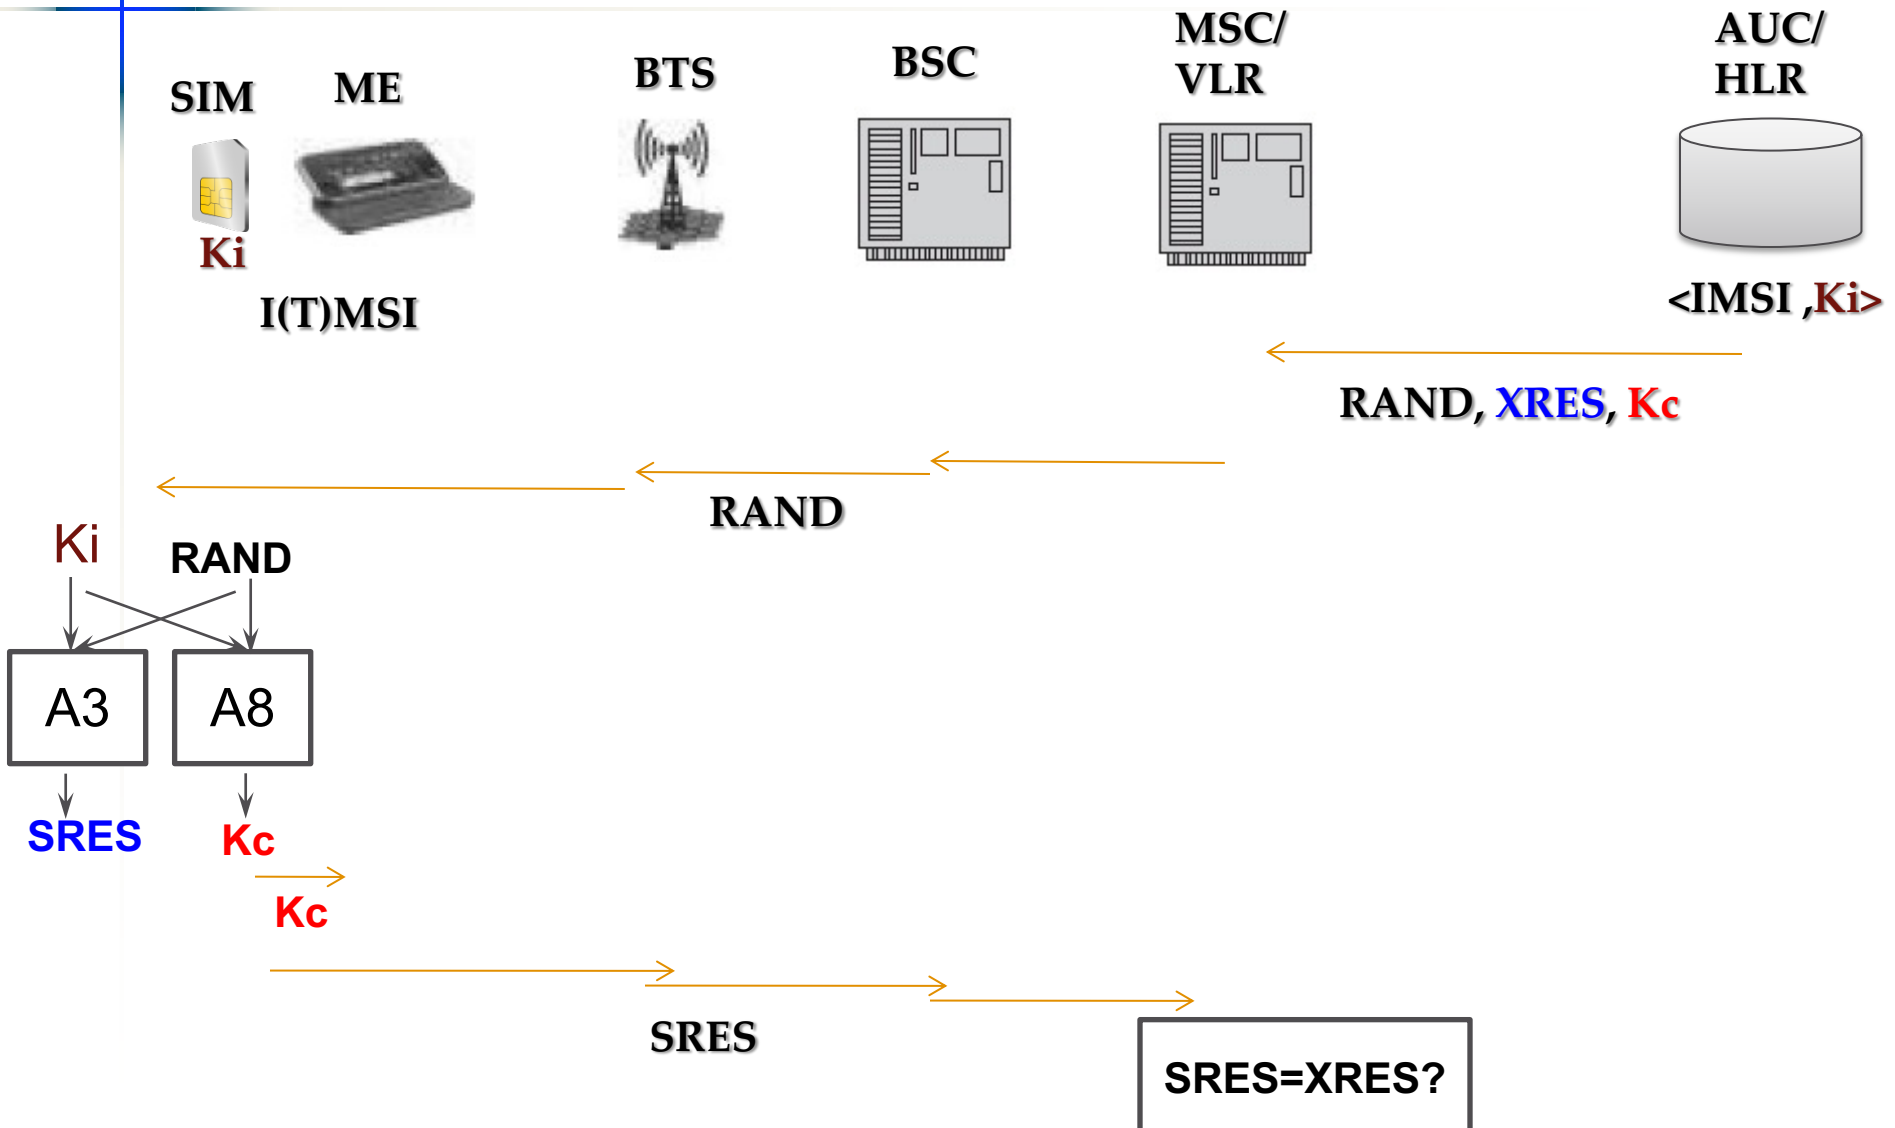 SIM
ME
BTS
BSC
MSC/
VLR
AUC/
HLR
Ki
I(T)MSI
<IMSI ,Ki>
RAND, XRES, Kc
RAND
Ki
RAND
A3
A8
SRES
Kc
Kc
SRES
SRES=XRES?